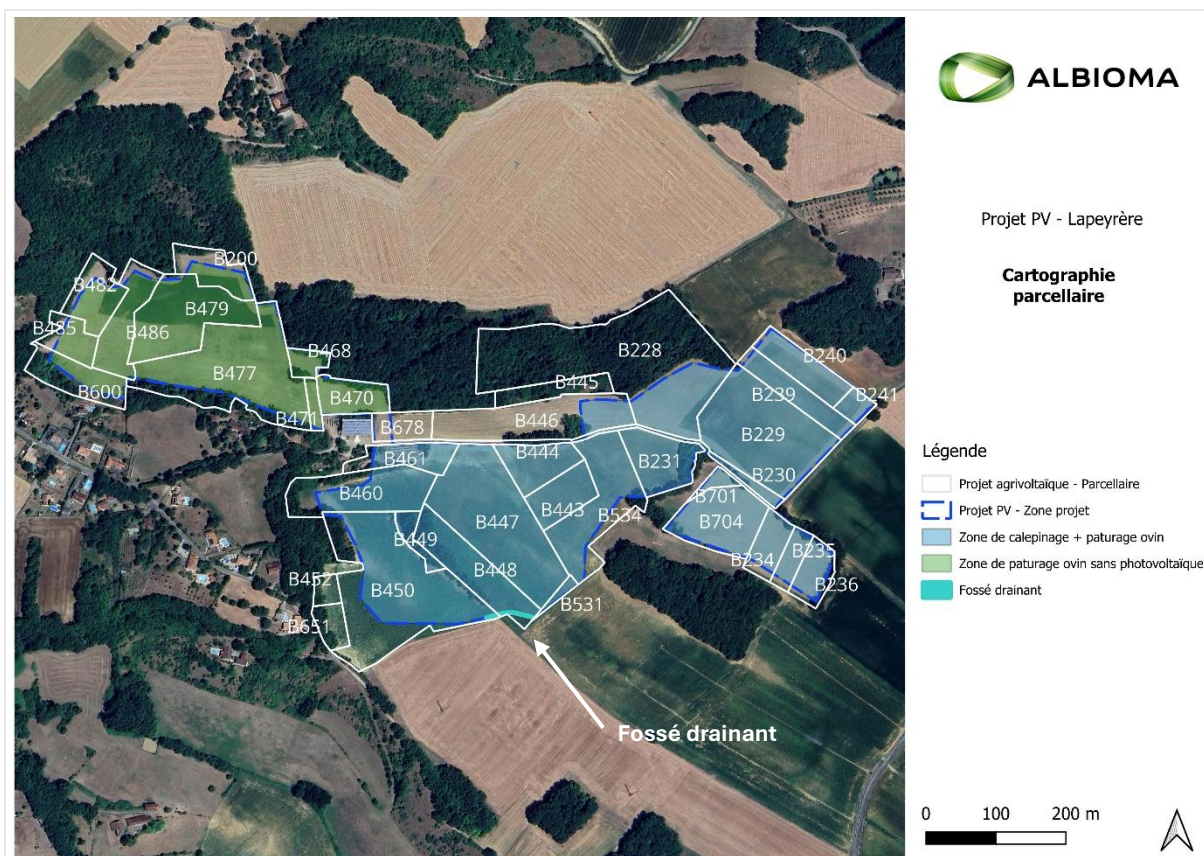 ALBIOMA
Projet PV - Lapeyrère
Cartographie
parcellaire
Légende
Projet agrivoltaïque - Parcellaire
Projet PV - Zone projet
Zone de calepinage + paturage ovin
Zone de paturage ovin sans photovoltaïque
Fossé drainant
0 100 200 m
B200
B482
B479
B485
B486
B468
B477
B600
B470
B471
B678
B228
B445
B446
B240
B239
B241
B229
B230
B461
B444
B231
B460
B443
B701
B447
B534
B704
B449
B448
B234
B235
B236
B452
B450
B531
B651
Fossé drainant